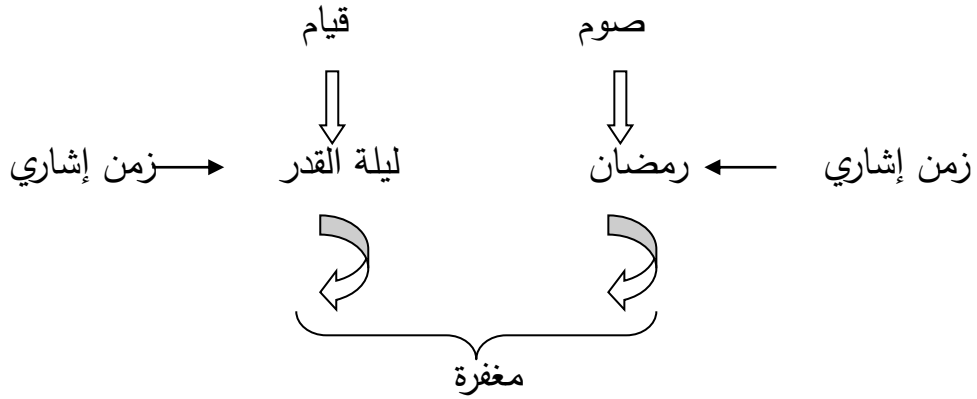 صوم قيام
زمن إشاري رمضان ليلة القدر زمن إشاري
مغفرة